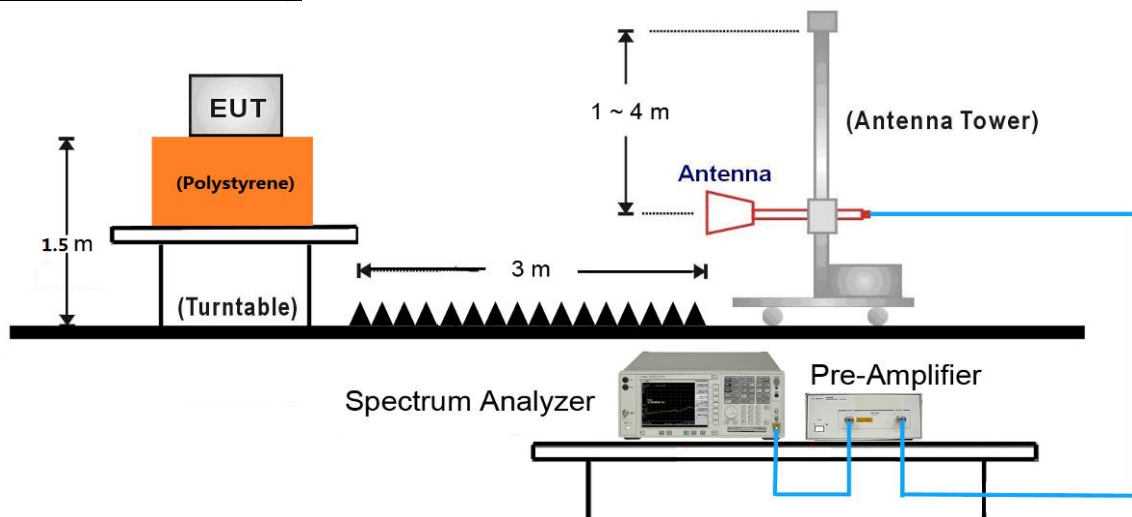 EUT
(Polystyrene)
1.5 m
(Turntable)
3 m
1 ~ 4 m
(Antenna Tower)
Antenna
Spectrum Analyzer
Pre-Amplifier